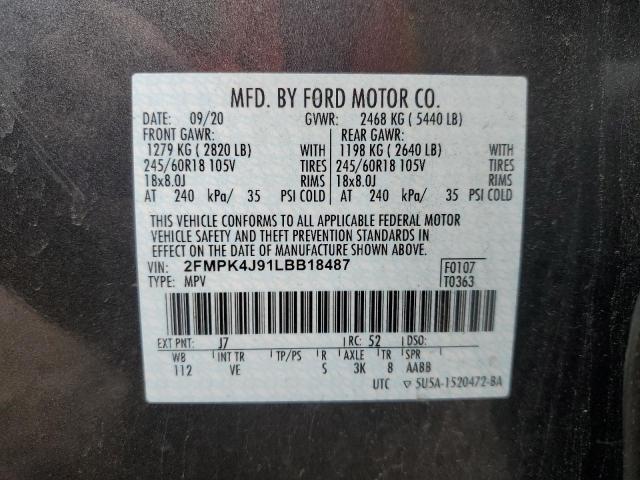 MFD. BY FORD MOTOR CO.
DATE: 09/20 GVWR: 2468 KG ( 5440 LB)
FRONT GAWR: REAR GAWR:
1279 KG ( 2820 LB) WITH 1198 KG ( 2640 LB) WITH
245/60R18 105V TIRES 245/60R18 105V TIRES
18x8.0J RIMS 18x8.0J RIMS
AT 240 kPa/ 35 PSI COLD AT 240 kPa/ 35 PSI COLD
THIS VEHICLE CONFORMS TO ALL APPLICABLE FEDERAL MOTOR
VEHICLE SAFETY AND THEFT PREVENTION STANDARDS IN
EFFECT ON THE DATE OF MANUFACTURE SHOWN ABOVE.
VIN: 2FMPK4J91LBB18487 F0107
TYPE: MPV T0363
EXT PNT: J7 RC: 52 DSO:
WB INT TR TP/PS R AXLE TR SPR
112 VE S 3K 8 AABB
UTC ▽ 5U5A-1520472-BA